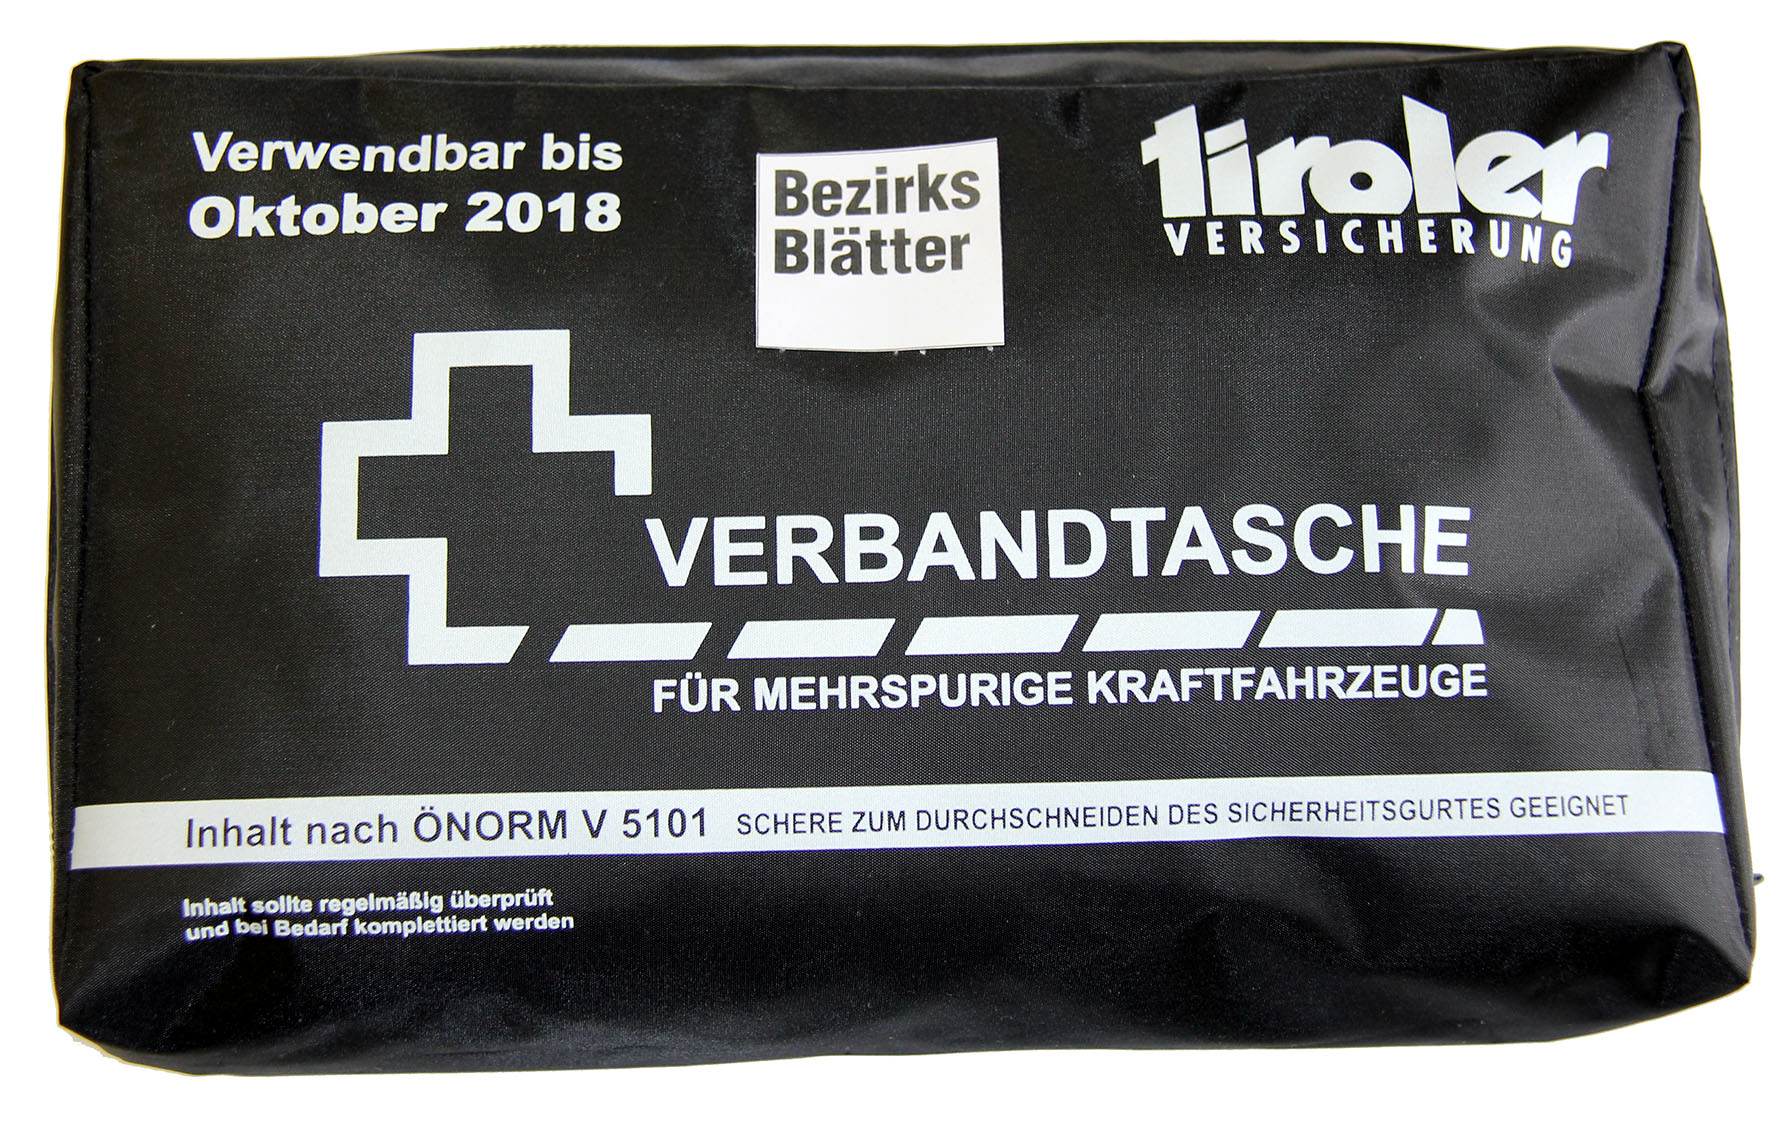 Verwendbar bis
Oktober 2018
Bezirks
Blätter
tiroler
VERSICHERUNG
VERBANDTASCHE
FÜR MEHRSPURIGE KRAFTFAHRZEUGE
Inhalt nach ÖNORM V 5101 SCHERE ZUM DURCHSCHNEIDEN DES SICHERHEITSGURTES GEEIGNET
Inhalt sollte regelmäßig überprüft
und bei Bedarf komplettiert werden